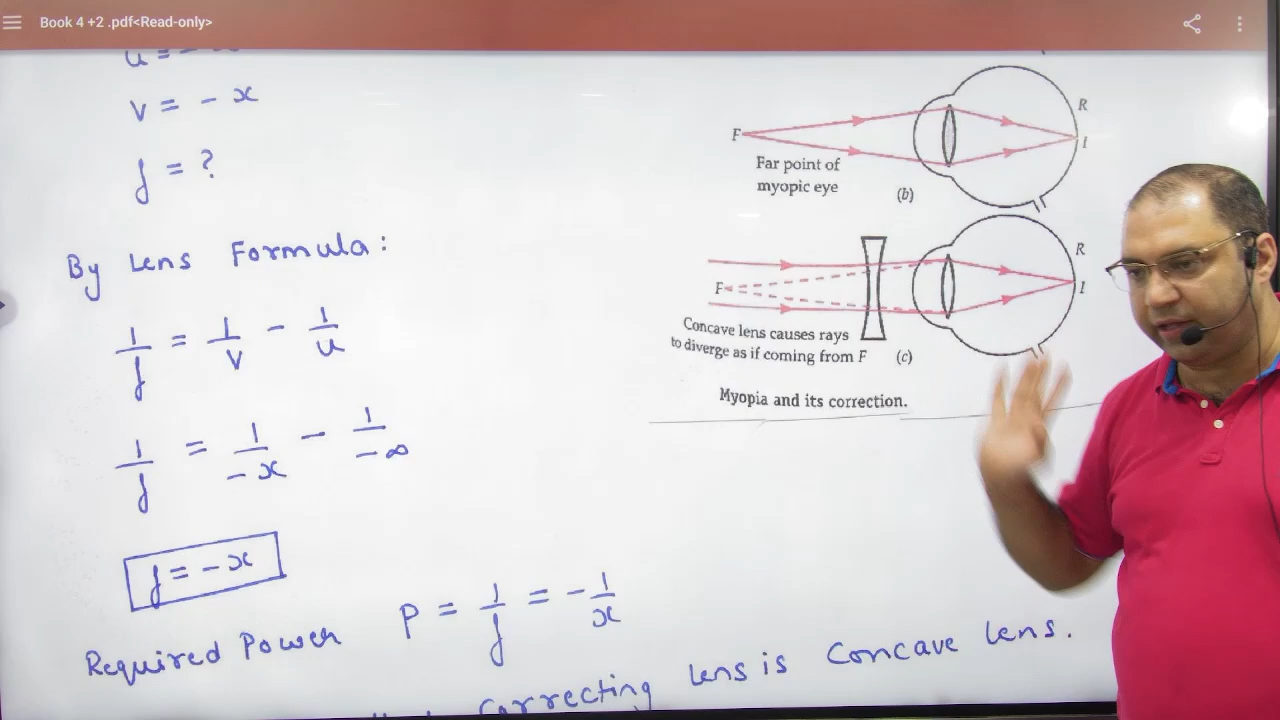 Book 4 +2 .pdf<Read-only>
u = -
v = - x
f = ?
By Lens Formula:
1/f = 1/v - 1/u
1/f = 1/-x - 1/-∞
f = - x
Required Power P = 1/f = - 1/x
Correcting lens is Concave lens.
R
F
I
Far point of
myopic eye
(b)
R
F
I
Concave lens causes rays
to diverge as if coming from F
(c)
Myopia and its correction.